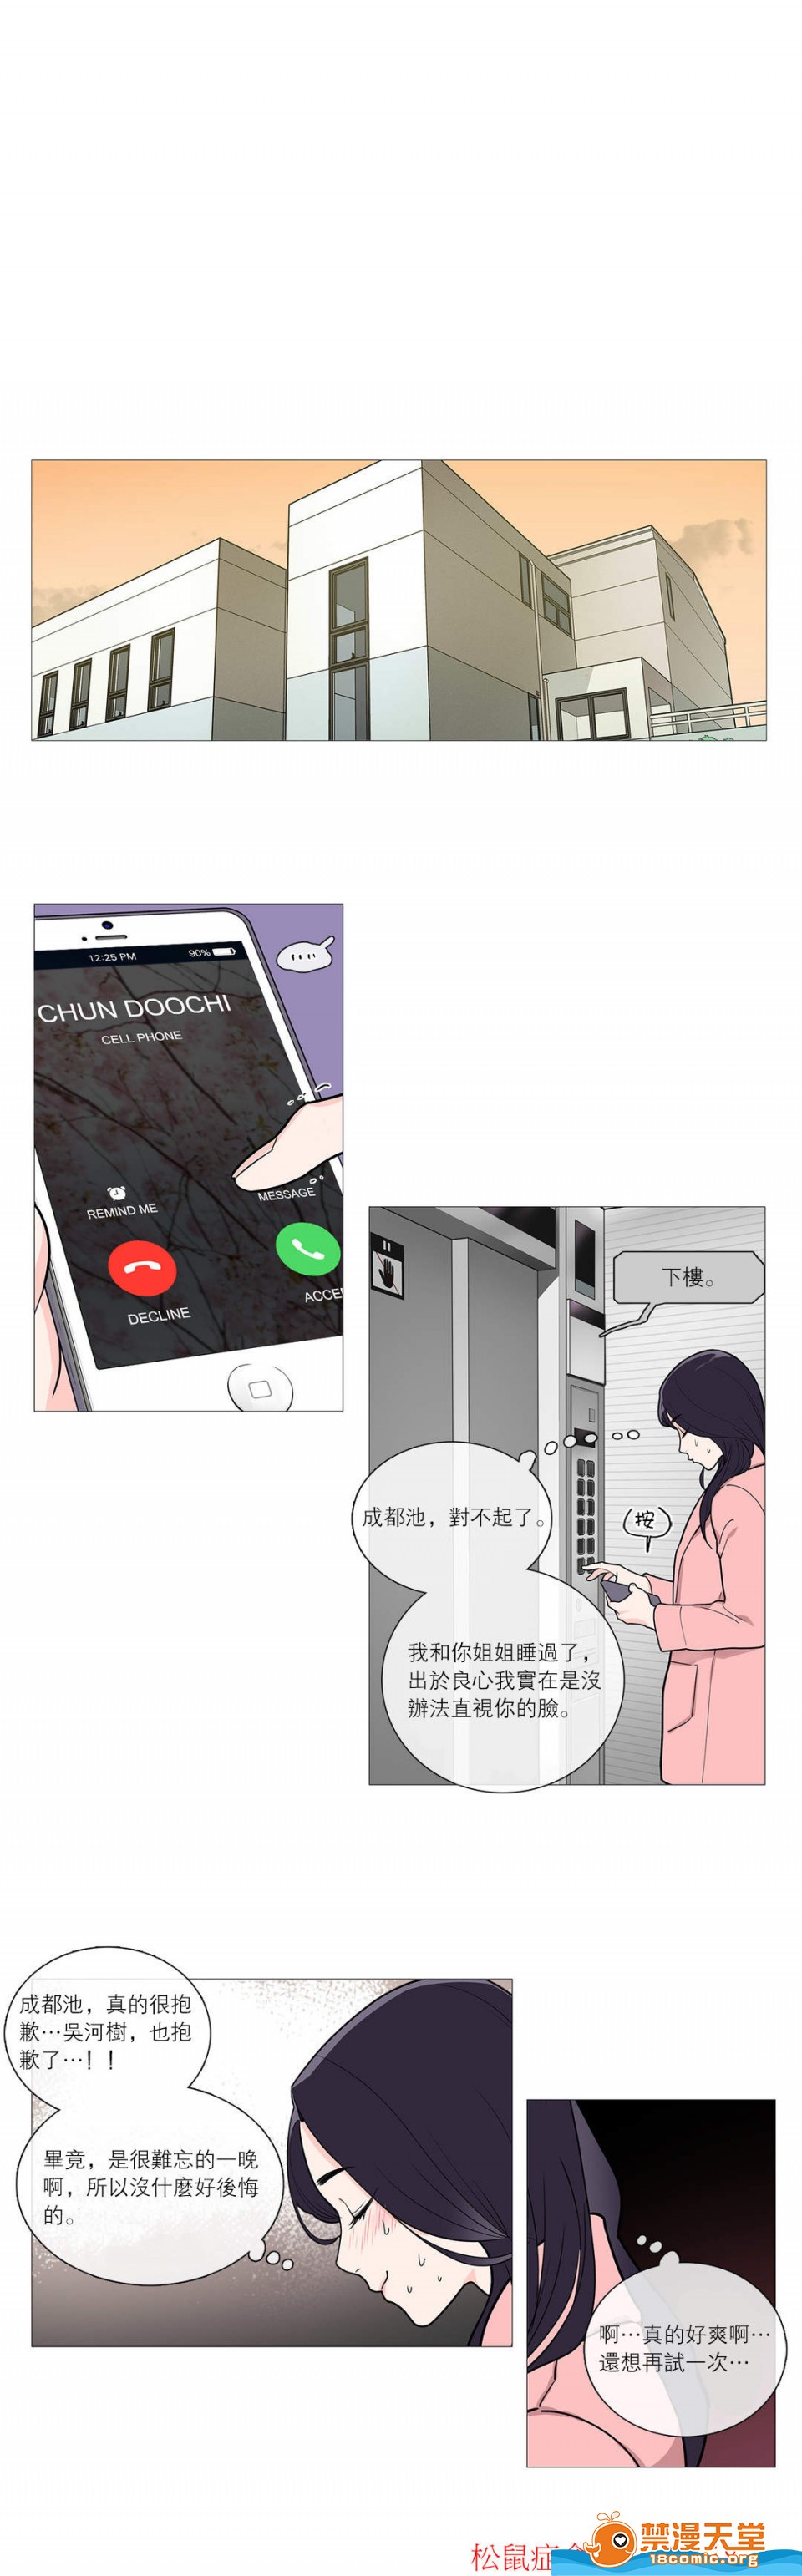 12:25 PM
90%
CHUN DOOCHI
CELL PHONE
REMIND ME
MESSAGE
DECLINE
下樓。
按
成都池，對不起了。
我和你姐姐睡過了，
出於良心我實在是沒
辦法直視你的臉。
成都池，真的很抱
歉…吳河樹，也抱
歉了…！！
畢竟，是很難忘的一晚
啊，所以沒什麼好後悔
的。
啊…真的好爽啊…
還想再試一次…
松鼠症
禁漫天堂
18comic.org